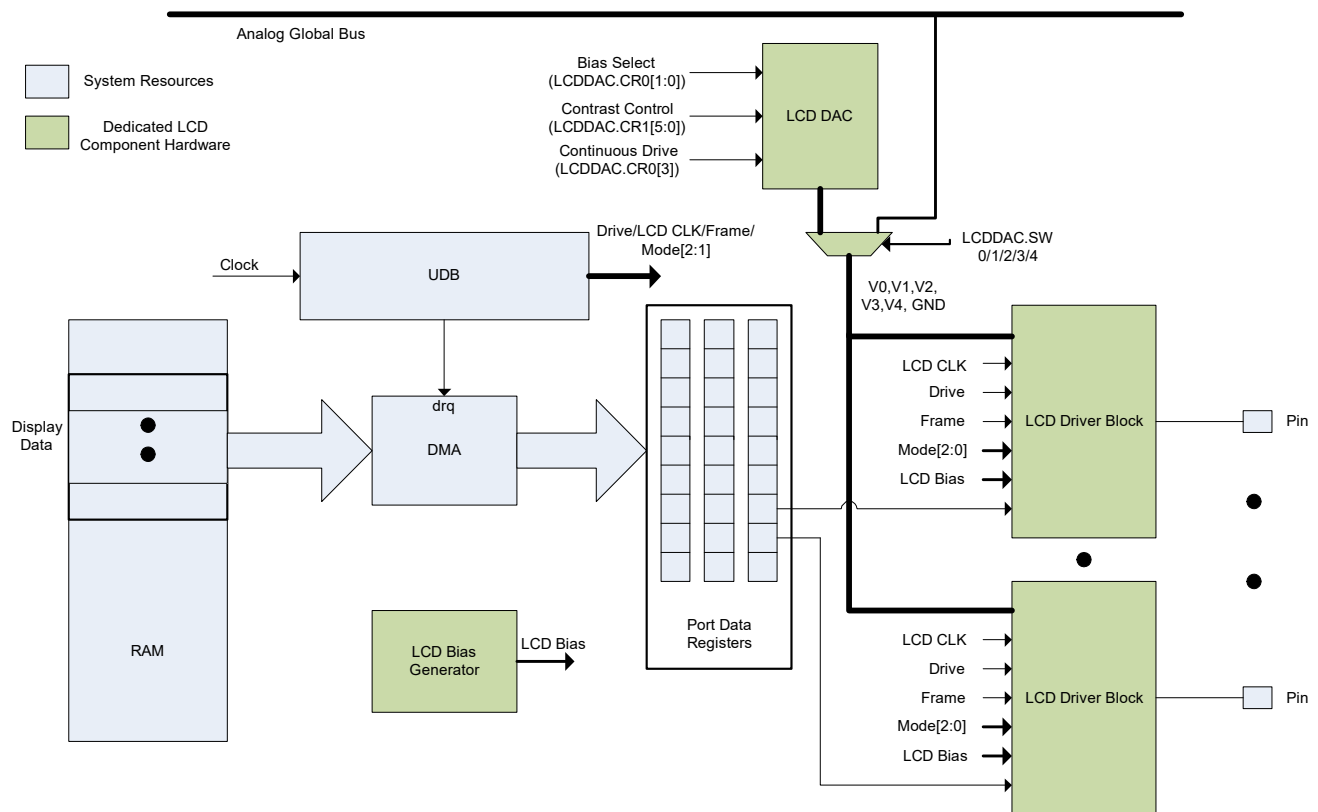 Analog Global Bus
System Resources
Dedicated LCD
Component Hardware
Bias Select
(LCDDAC.CR0[1:0])
Contrast Control
(LCDDAC.CR1[5:0])
Continuous Drive
(LCDDAC.CR0[3])
LCD DAC
LCDDAC.SW
0/1/2/3/4
Clock
UDB
Drive/LCD CLK/Frame/
Mode[2:1]
V0,V1,V2,
V3,V4, GND
Display
Data
RAM
drq
DMA
Port Data
Registers
LCD Bias
Generator
LCD Bias
LCD CLK
Drive
Frame
Mode[2:0]
LCD Bias
LCD Driver Block
Pin
LCD CLK
Drive
Frame
Mode[2:0]
LCD Bias
LCD Driver Block
Pin